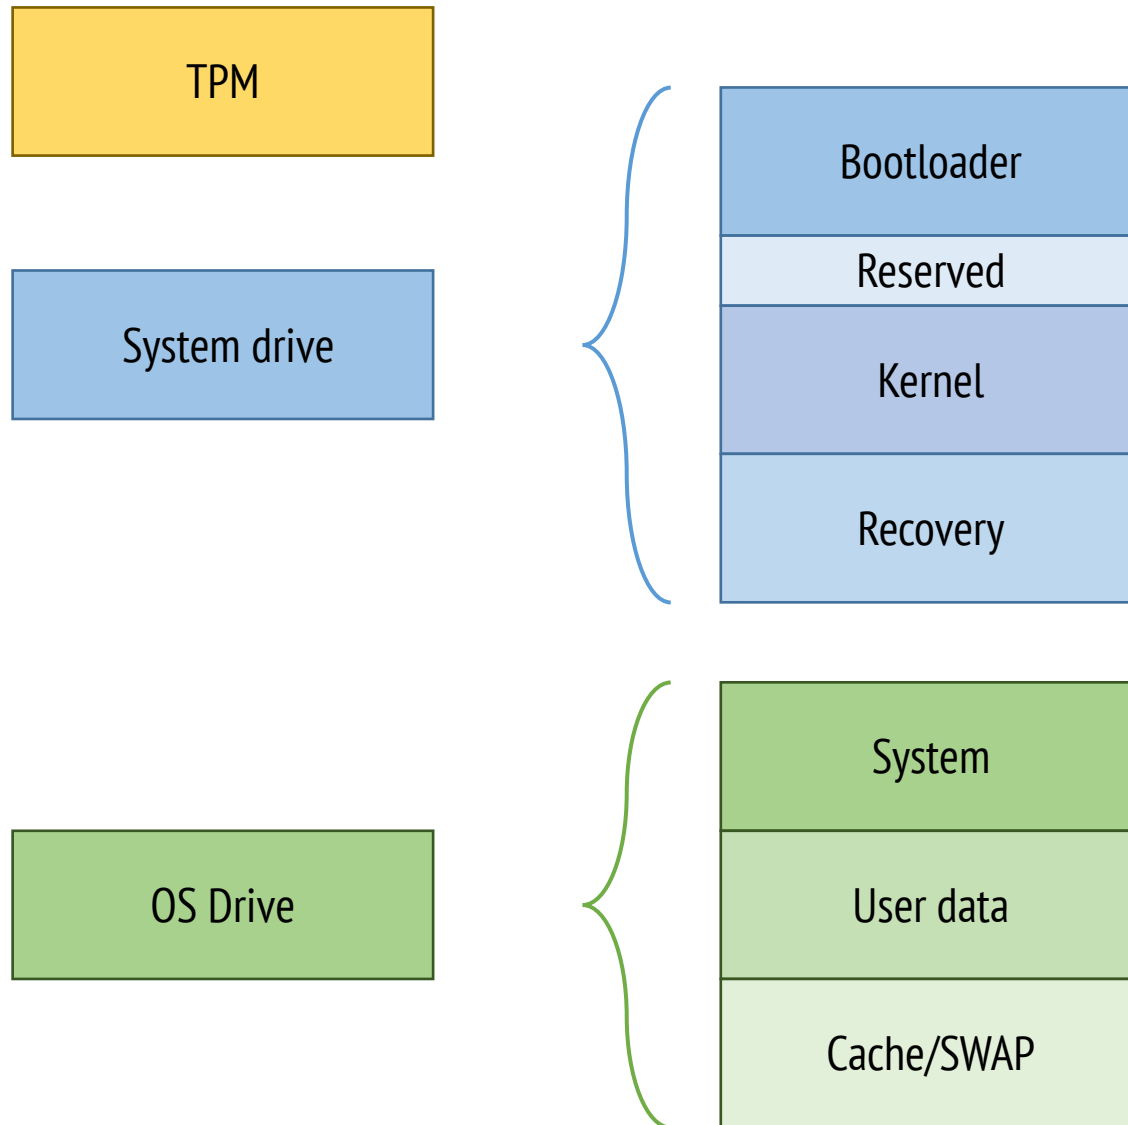 TPM
System drive
Bootloader
Reserved
Kernel
Recovery
OS Drive
System
User data
Cache/SWAP